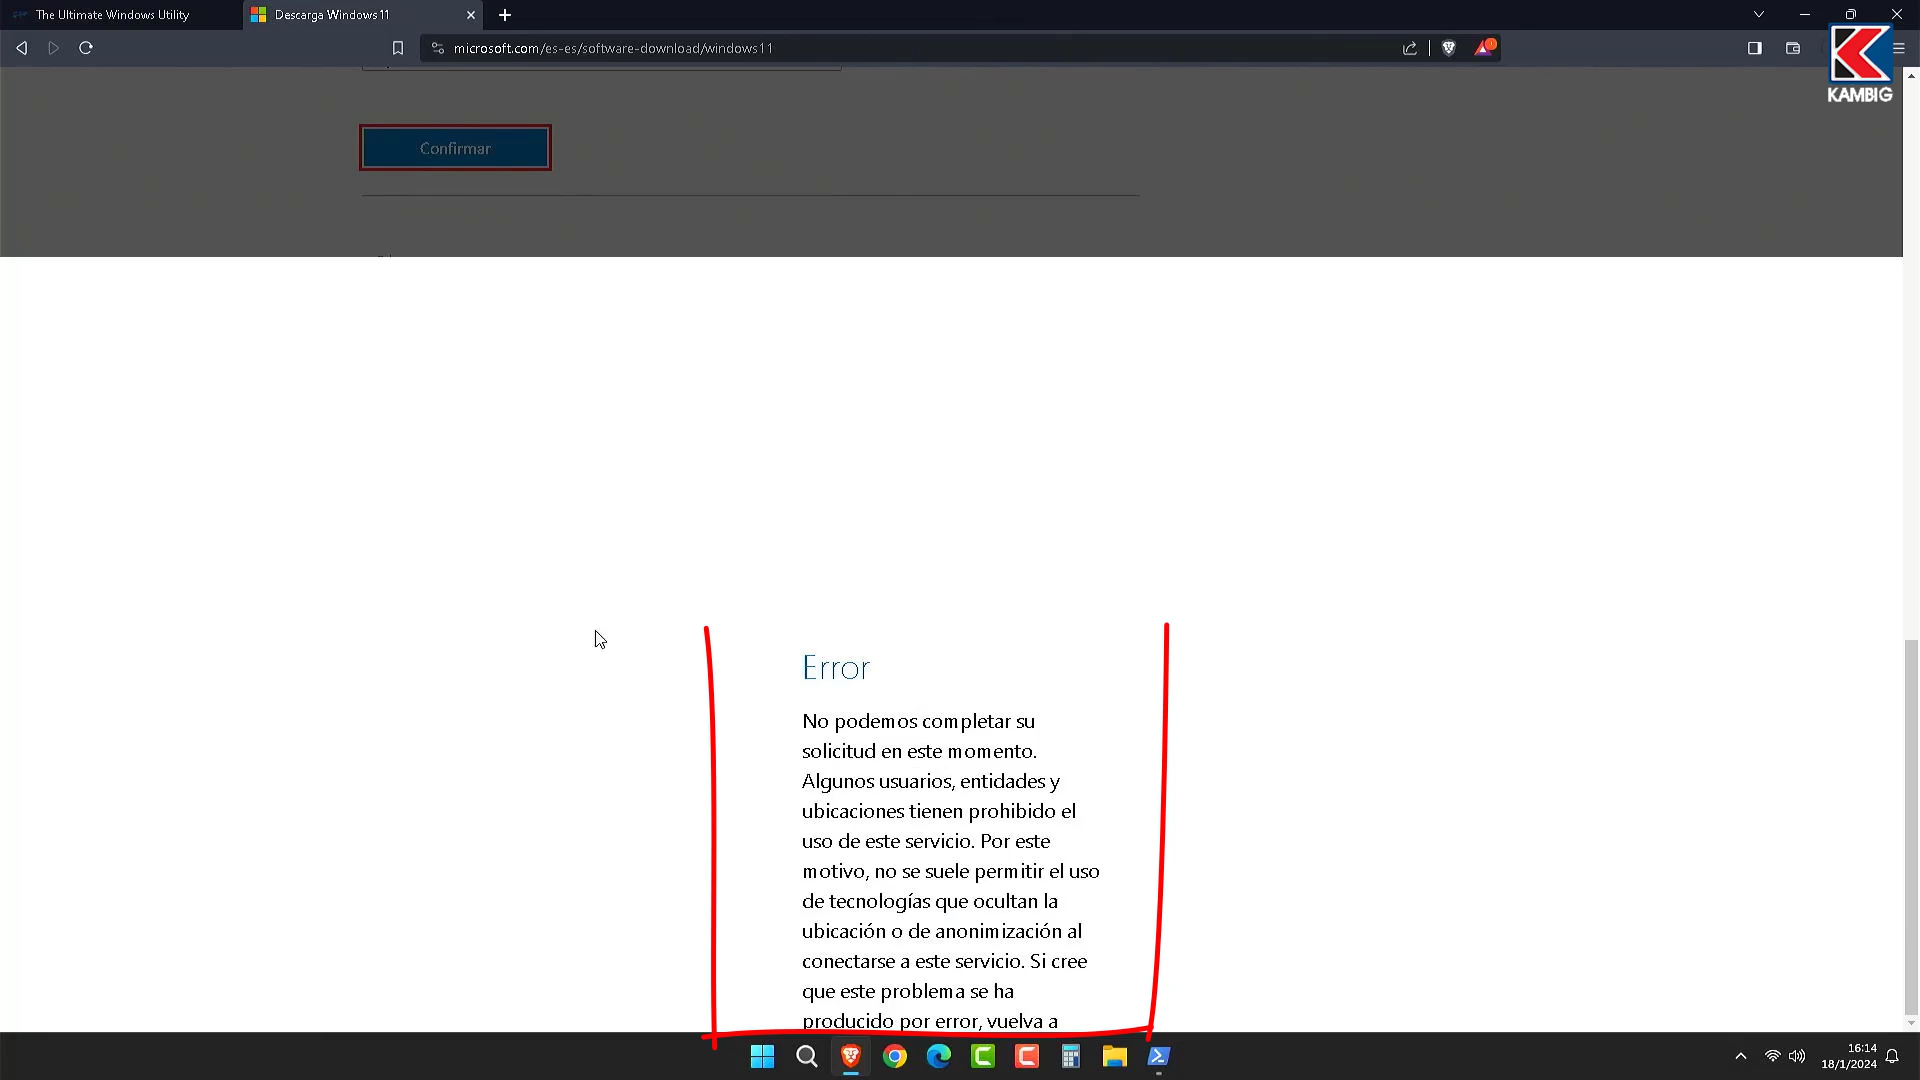 The Ultimate Windows Utility
Descarga Windows 11
microsoft.com/es-es/software-download/windows11
KAMBIG
Confirmar
Error
No podemos completar su
solicitud en este momento.
Algunos usuarios, entidades y
ubicaciones tienen prohibido el
uso de este servicio. Por este
motivo, no se suele permitir el uso
de tecnologías que ocultan la
ubicación o de anonimización al
conectarse a este servicio. Si cree
que este problema se ha
producido por error, vuelva a
16:14
18/1/2024